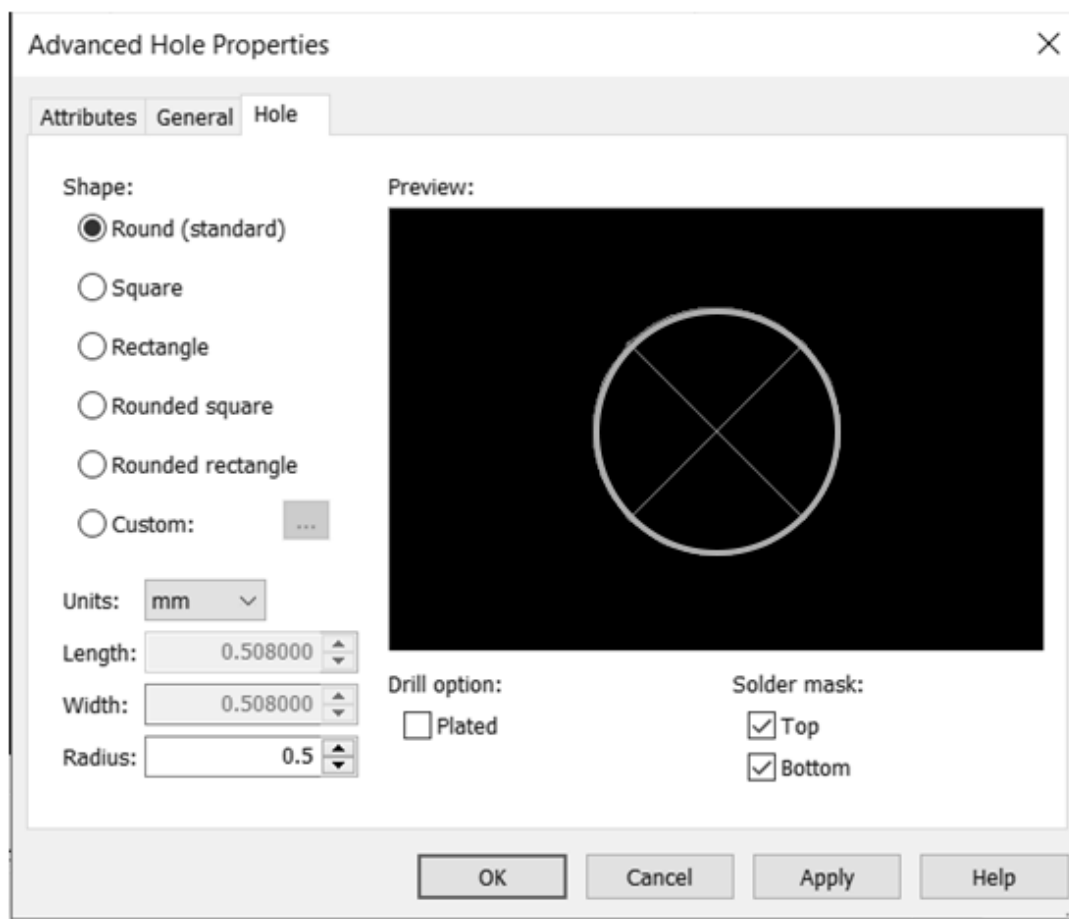 Advanced Hole Properties
Attributes General Hole
Shape:
Preview:
Round (standard)
Square
Rectangle
Rounded square
Rounded rectangle
Custom: ...
Units: mm
Length: 0.508000
Width: 0.508000
Radius: 0.5
Drill option:
Plated
Solder mask:
Top
Bottom
OK Cancel Apply Help